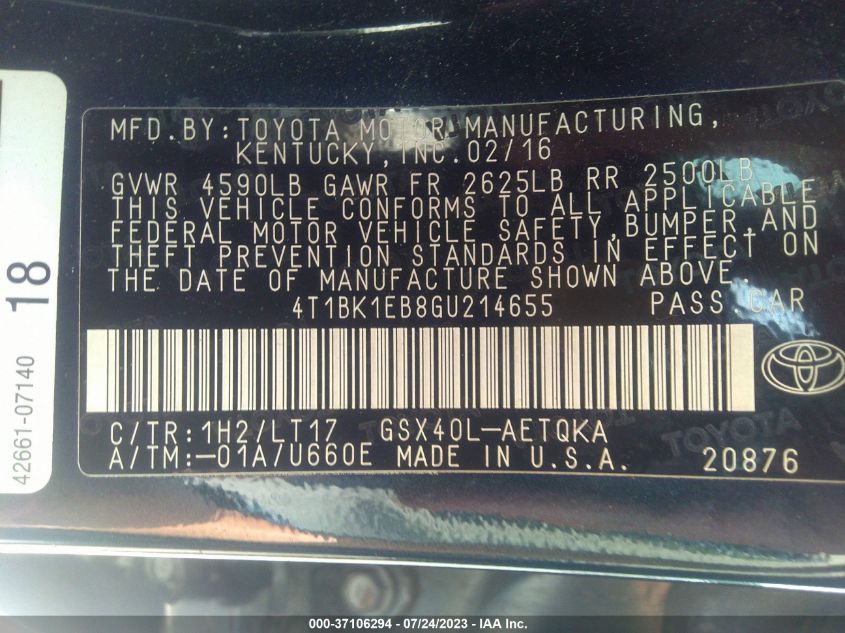 MFD.BY:TOYOTA MOTOR MANUFACTURING,
KENTUCKY,INC.02/16
GVWR 4590LB GAWR FR 2625LB RR 2500LB
THIS VEHICLE CONFORMS TO ALL APPLICABLE
FEDERAL MOTOR VEHICLE SAFETY,BUMPER,AND
THEFT PREVENTION STANDARDS IN EFFECT ON
THE DATE OF MANUFACTURE SHOWN ABOVE.
4T1BK1EB8GU214655 PASS.CAR
C/TR:1H2/LT17 GSX40L-AETQKA
A/TM:-01A/U660E MADE IN U.S.A. 20876
TOYOTA
18
42661-07140
000-37106294 - 07/24/2023 - IAA Inc.